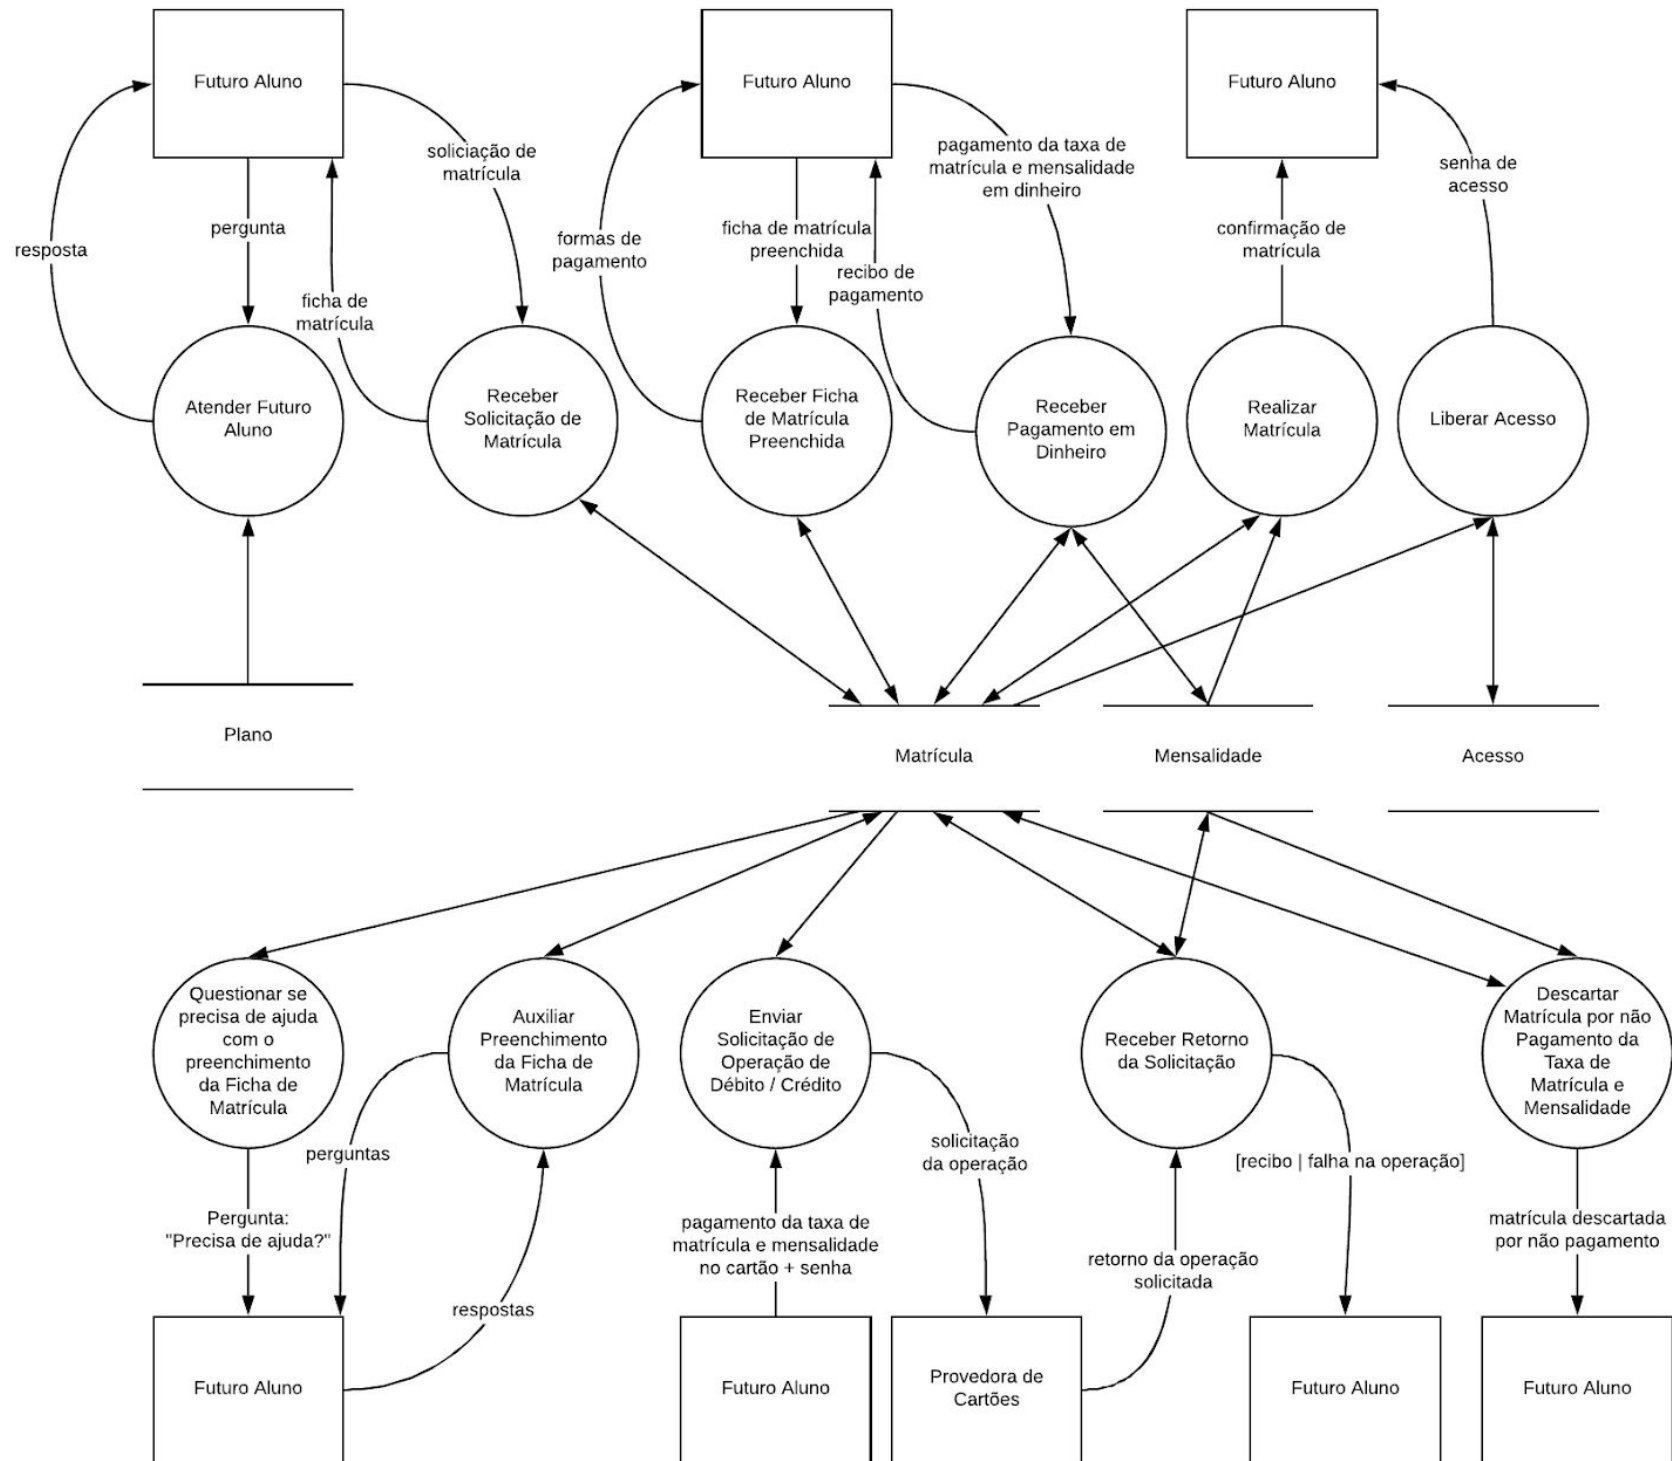 Futuro Aluno
Futuro Aluno
Futuro Aluno
soliciação de
matrícula
pagamento da taxa de
matrícula e mensalidade
em dinheiro
senha de
acesso
resposta
pergunta
formas de
pagamento
ficha de matrícula
preenchida
confirmação de
matrícula
ficha de
matrícula
recibo de
pagamento
Atender Futuro
Aluno
Receber
Solicitação de
Matrícula
Receber Ficha
de Matrícula
Preenchida
Receber
Pagamento em
Dinheiro
Realizar
Matrícula
Liberar Acesso
Plano
Matrícula
Mensalidade
Acesso
Questionar se
precisa de ajuda
com o
preenchimento
da Ficha de
Matrícula
Auxiliar
Preenchimento
da Ficha de
Matrícula
Enviar
Solicitação de
Operação de
Débito / Crédito
Receber Retorno
da Solicitação
Descartar
Matrícula por não
Pagamento da
Taxa de
Matrícula e
Mensalidade
perguntas
solicitação
da operação
[recibo | falha na operação]
Pergunta:
"Precisa de ajuda?"
pagamento da taxa de
matrícula e mensalidade
no cartão + senha
retorno da operação
solicitada
matrícula descartada
por não pagamento
respostas
Futuro Aluno
Futuro Aluno
Provedora de
Cartões
Futuro Aluno
Futuro Aluno